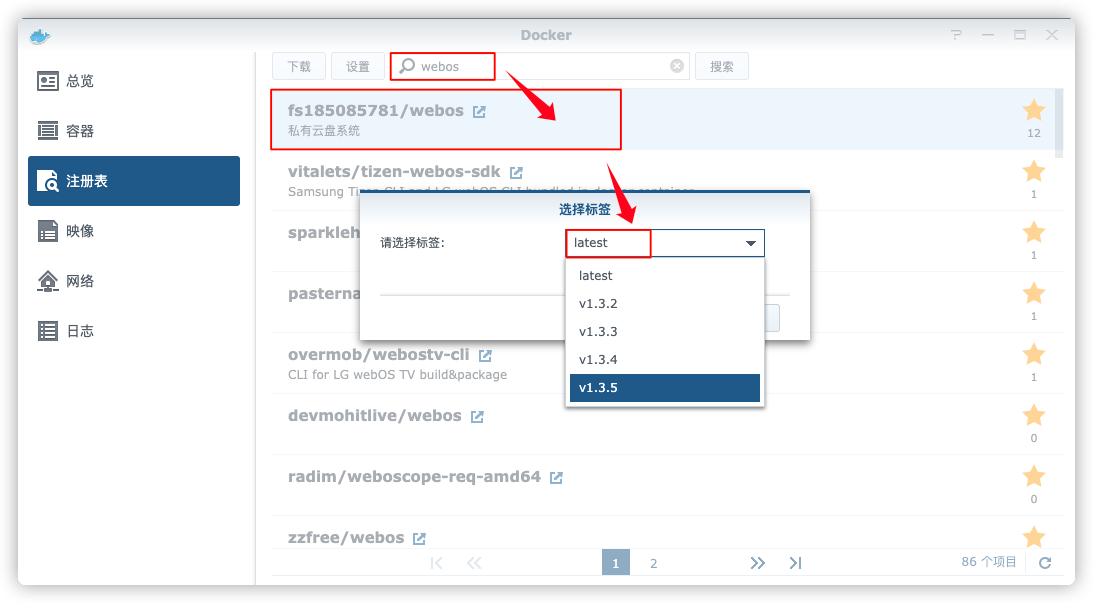 Docker
总览
容器
注册表
映像
网络
日志
下载
设置
webos
搜索
fs185085781/webos
私有云盘系统
12
vitalets/tizen-webos-sdk
Samsung Tizen CLI and LG webOS CLI bundled in docker container
1
sparkleh
1
pasterna
1
选择标签
请选择标签:
latest
latest
v1.3.2
v1.3.3
v1.3.4
v1.3.5
overmob/webostv-cli
CLI for LG webOS TV build&package
1
devmohitlive/webos
0
radim/weboscope-req-amd64
0
zzfree/webos
1
2
86 个项目